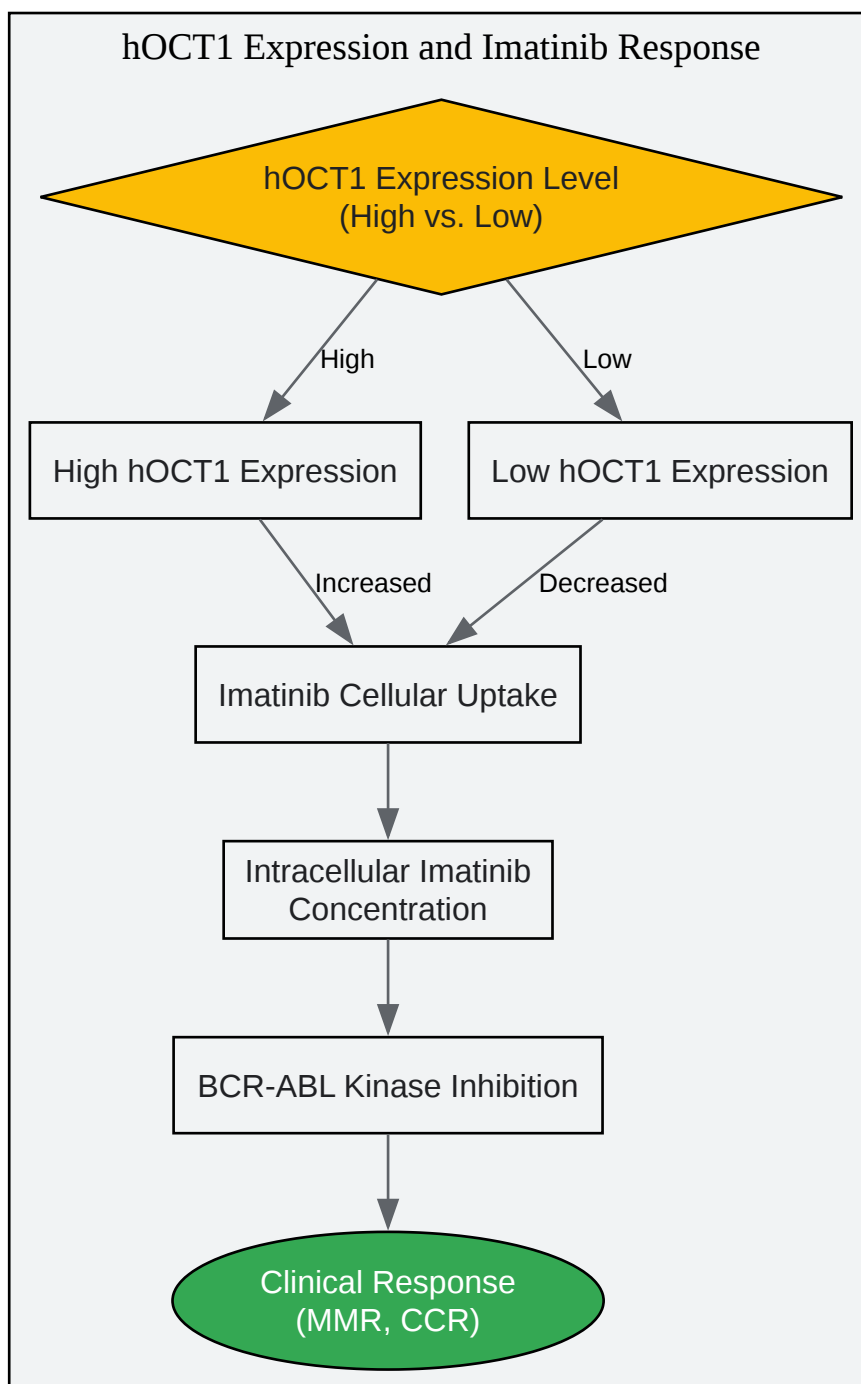 hOCT1 Expression and Imatinib Response
hOCT1 Expression Level
(High vs. Low)
High
Low
High hOCT1 Expression
Low hOCT1 Expression
Increased
Decreased
Imatinib Cellular Uptake
Intracellular Imatinib
Concentration
BCR-ABL Kinase Inhibition
Clinical Response
(MMR, CCR)